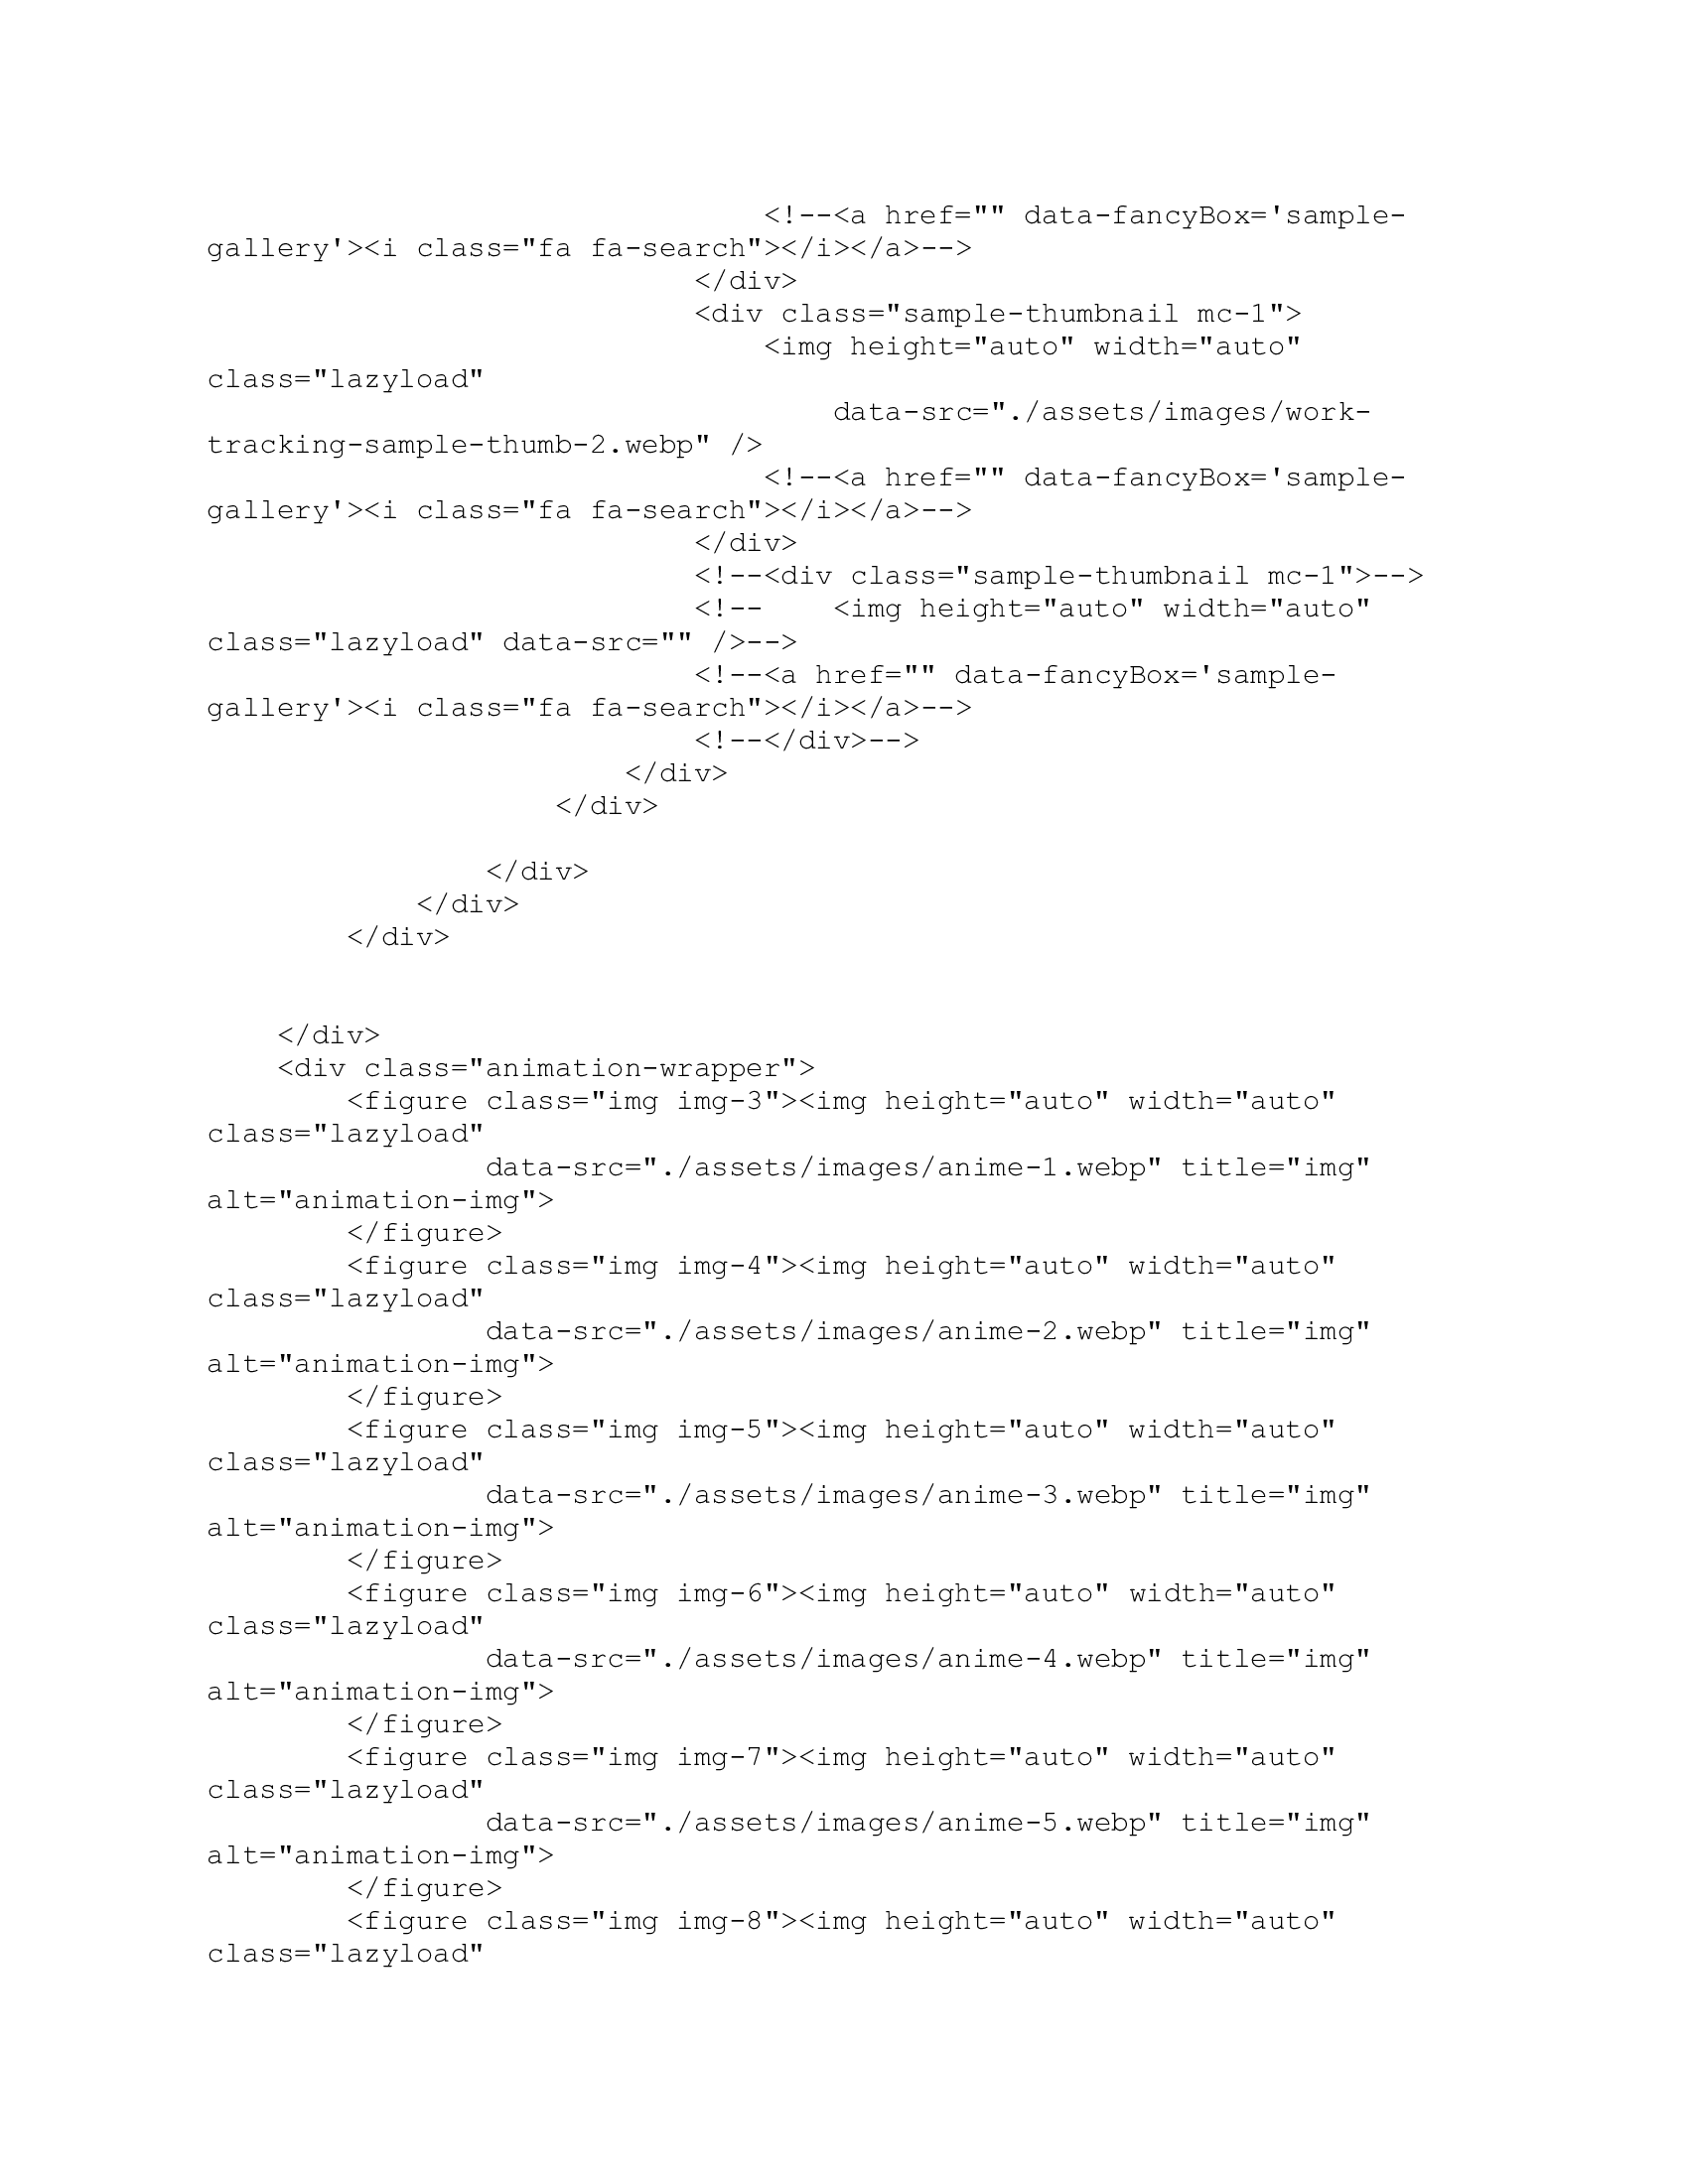 <!--<a href="" data-fancyBox='sample-
gallery'><i class="fa fa-search"></i></a>-->
                            </div>
                            <div class="sample-thumbnail mc-1">
                                <img height="auto" width="auto"
class="lazyload"
                                    data-src="./assets/images/work-
tracking-sample-thumb-2.webp" />
                                <!--<a href="" data-fancyBox='sample-
gallery'><i class="fa fa-search"></i></a>-->
                            </div>
                            <!--<div class="sample-thumbnail mc-1">-->
                            <!--    <img height="auto" width="auto"
class="lazyload" data-src="" />-->
                            <!--<a href="" data-fancyBox='sample-
gallery'><i class="fa fa-search"></i></a>-->
                            <!--</div>-->
                        </div>
                    </div>

                </div>
            </div>
        </div>


    </div>
    <div class="animation-wrapper">
        <figure class="img img-3"><img height="auto" width="auto"
class="lazyload"
                data-src="./assets/images/anime-1.webp" title="img"
alt="animation-img">
        </figure>
        <figure class="img img-4"><img height="auto" width="auto"
class="lazyload"
                data-src="./assets/images/anime-2.webp" title="img"
alt="animation-img">
        </figure>
        <figure class="img img-5"><img height="auto" width="auto"
class="lazyload"
                data-src="./assets/images/anime-3.webp" title="img"
alt="animation-img">
        </figure>
        <figure class="img img-6"><img height="auto" width="auto"
class="lazyload"
                data-src="./assets/images/anime-4.webp" title="img"
alt="animation-img">
        </figure>
        <figure class="img img-7"><img height="auto" width="auto"
class="lazyload"
                data-src="./assets/images/anime-5.webp" title="img"
alt="animation-img">
        </figure>
        <figure class="img img-8"><img height="auto" width="auto"
class="lazyload"